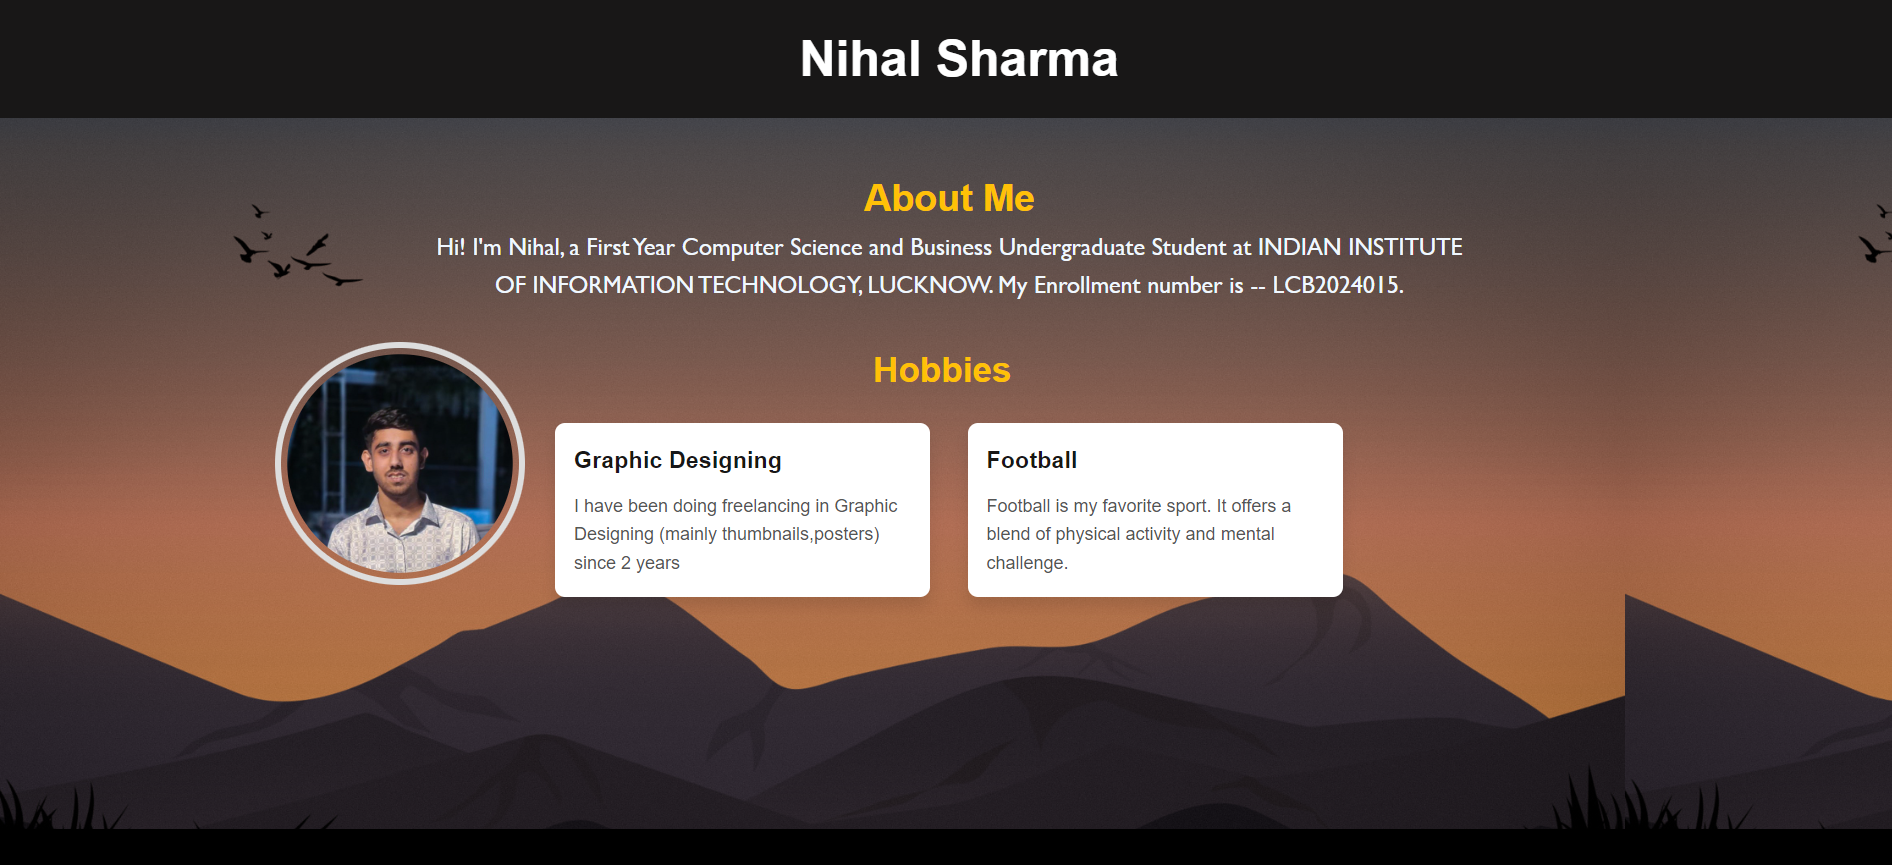 Nihal Sharma
About Me
Hi! I'm Nihal, a First Year Computer Science and Business Undergraduate Student at INDIAN INSTITUTE
OF INFORMATION TECHNOLOGY, LUCKNOW. My Enrollment number is -- LCB2024015.
Hobbies
Graphic Designing
I have been doing freelancing in Graphic
Designing (mainly thumbnails,posters)
since 2 years
Football
Football is my favorite sport. It offers a
blend of physical activity and mental
challenge.